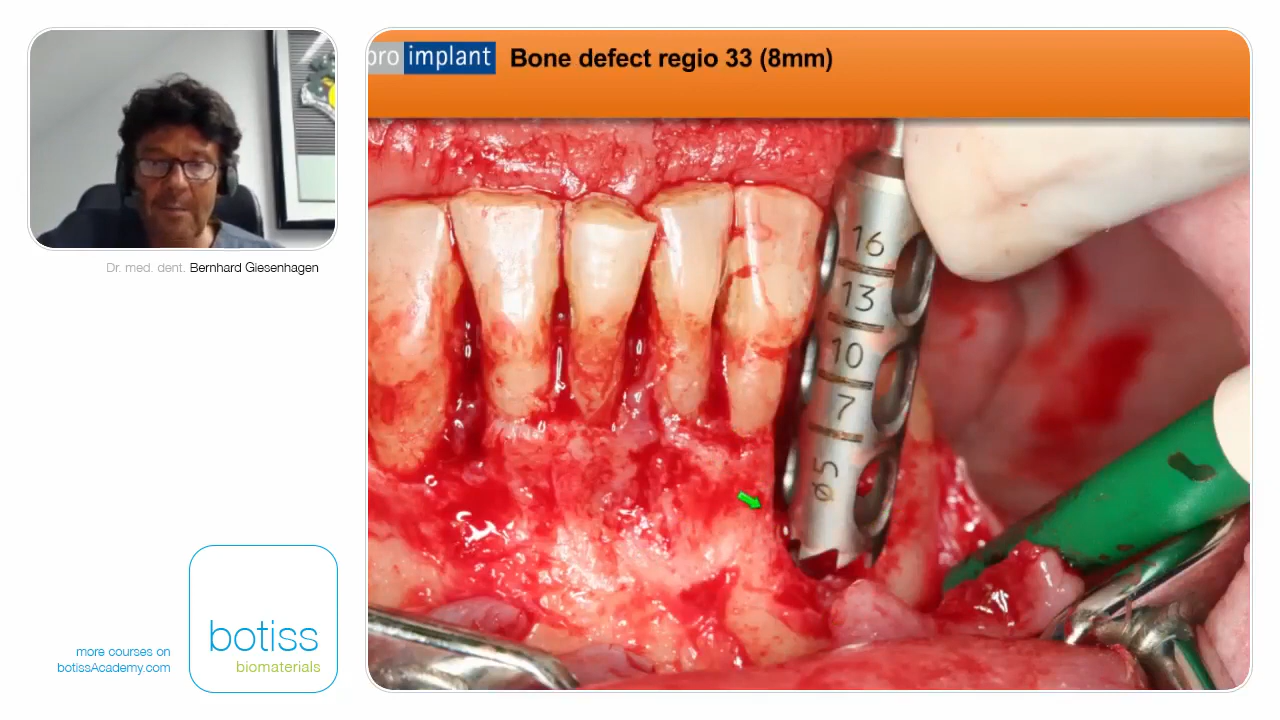 pro implant
Bone defect regio 33 (8mm)
16
13
10
7
ø5
Dr. med. dent. Bernhard Giesenhagen
more courses on
botissAcademy.com
botiss
biomaterials